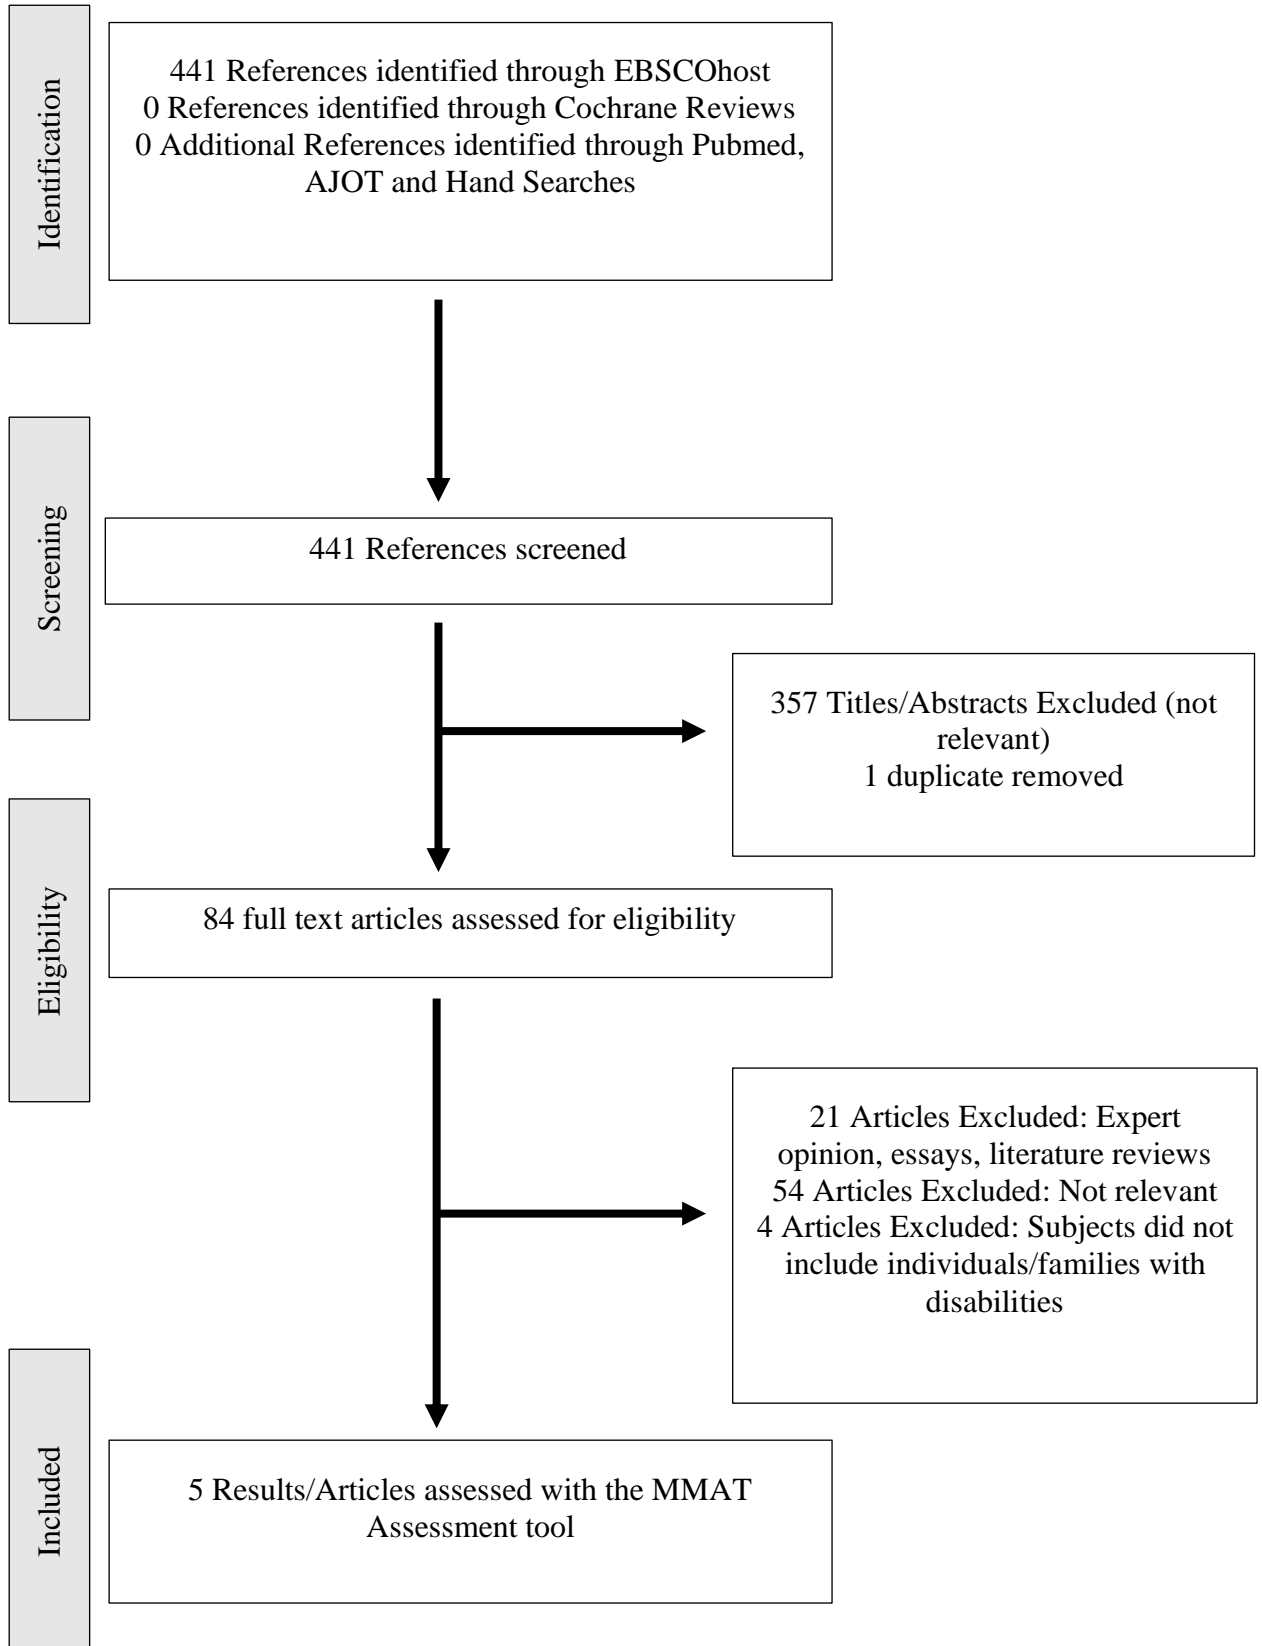 Identification
441 References identified through EBSCOhost
0 References identified through Cochrane Reviews
0 Additional References identified through Pubmed,
AJOT and Hand Searches
Screening
441 References screened
357 Titles/Abstracts Excluded (not
relevant)
1 duplicate removed
Eligibility
84 full text articles assessed for eligibility
21 Articles Excluded: Expert
opinion, essays, literature reviews
54 Articles Excluded: Not relevant
4 Articles Excluded: Subjects did not
include individuals/families with
disabilities
Included
5 Results/Articles assessed with the MMAT
Assessment tool